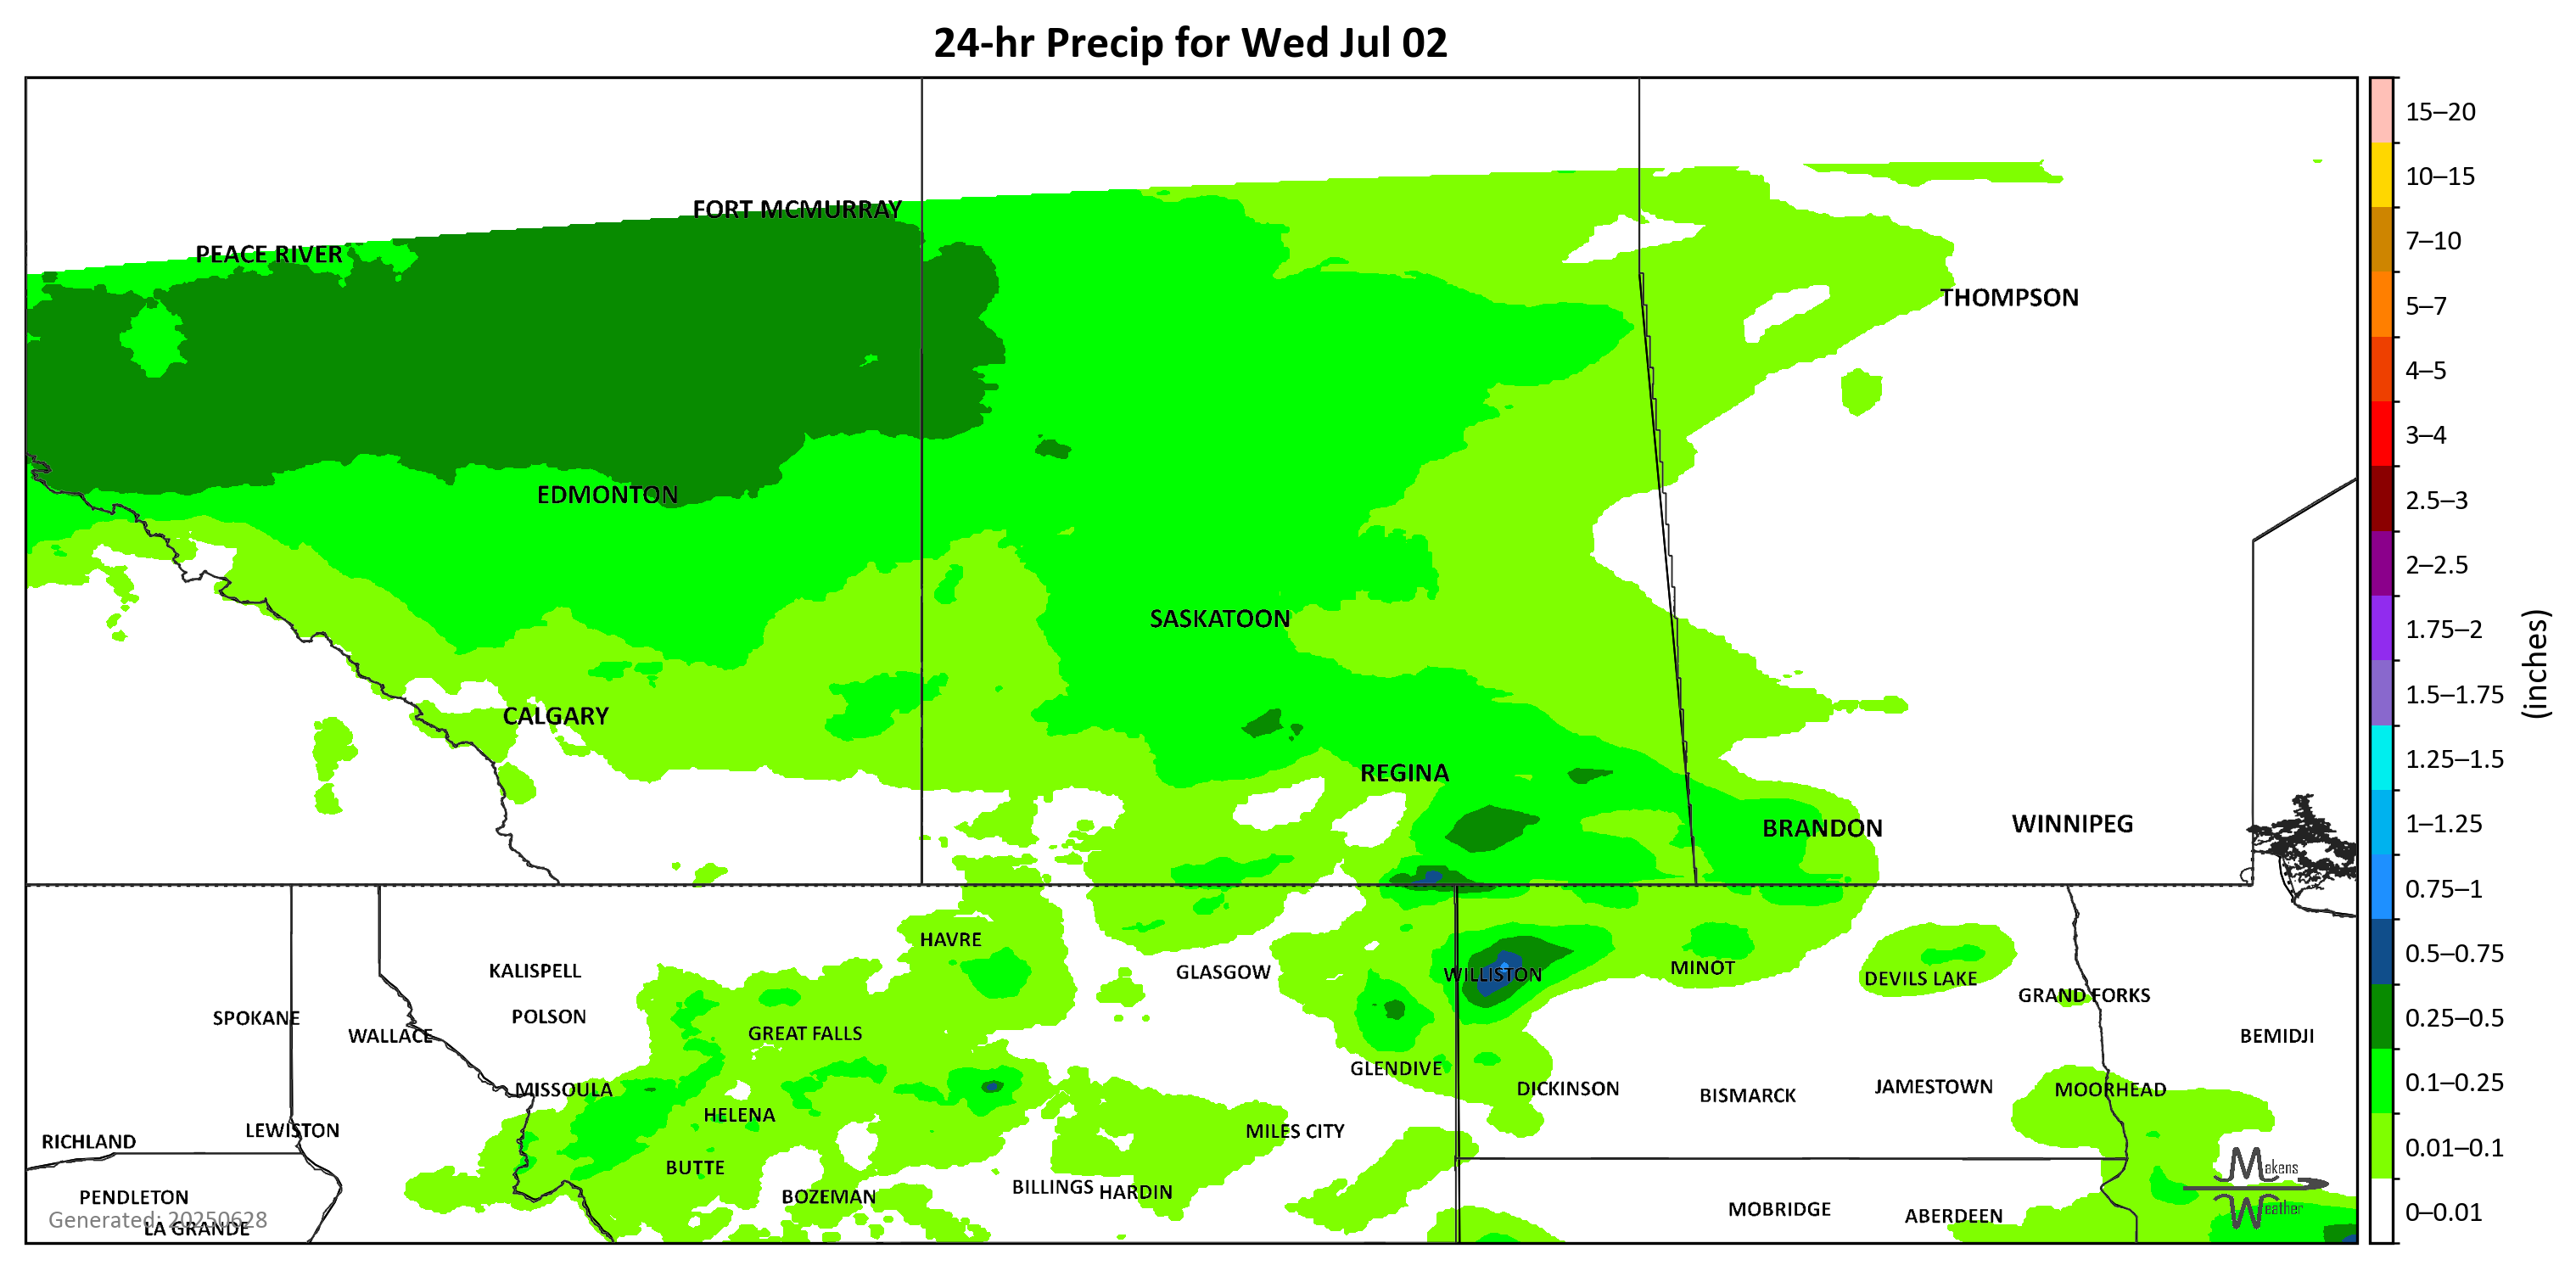 24-hr Precip for Wed Jul 02
FORT MCMURRAY
PEACE RIVER
THOMPSON
EDMONTON
SASKATOON
CALGARY
REGINA
BRANDON
WINNIPEG
HAVRE
KALISPELL
GLASGOW
WILLISTON
MINOT
DEVILS LAKE
SPOKANE
POLSON
GRAND FORKS
WALLACE
GREAT FALLS
BEMIDJI
GLENDIVE
MISSOULA
DICKINSON
BISMARCK
JAMESTOWN
MOORHEAD
HELENA
RICHLAND
LEWISTON
MILES CITY
BUTTE
PENDLETON
BOZEMAN
BILLINGS
HARDIN
MOBRIDGE
ABERDEEN
Generated: 20250628
LA GRANDE
Makens
Weather
15–20
10–15
7–10
5–7
4–5
3–4
2.5–3
2–2.5
1.75–2
1.5–1.75
1.25–1.5
1–1.25
0.75–1
0.5–0.75
0.25–0.5
0.1–0.25
0.01–0.1
0–0.01
(inches)